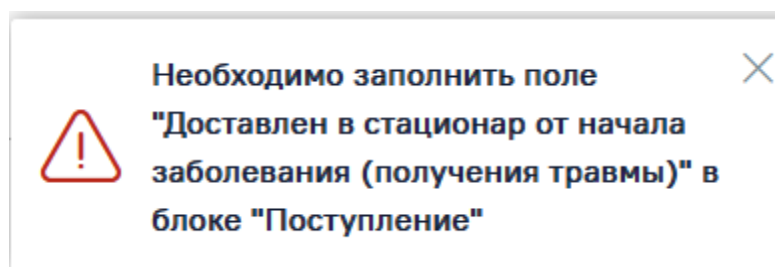 Необходимо заполнить поле
"Доставлен в стационар от начала
заболевания (получения травмы)" в
блоке "Поступление"